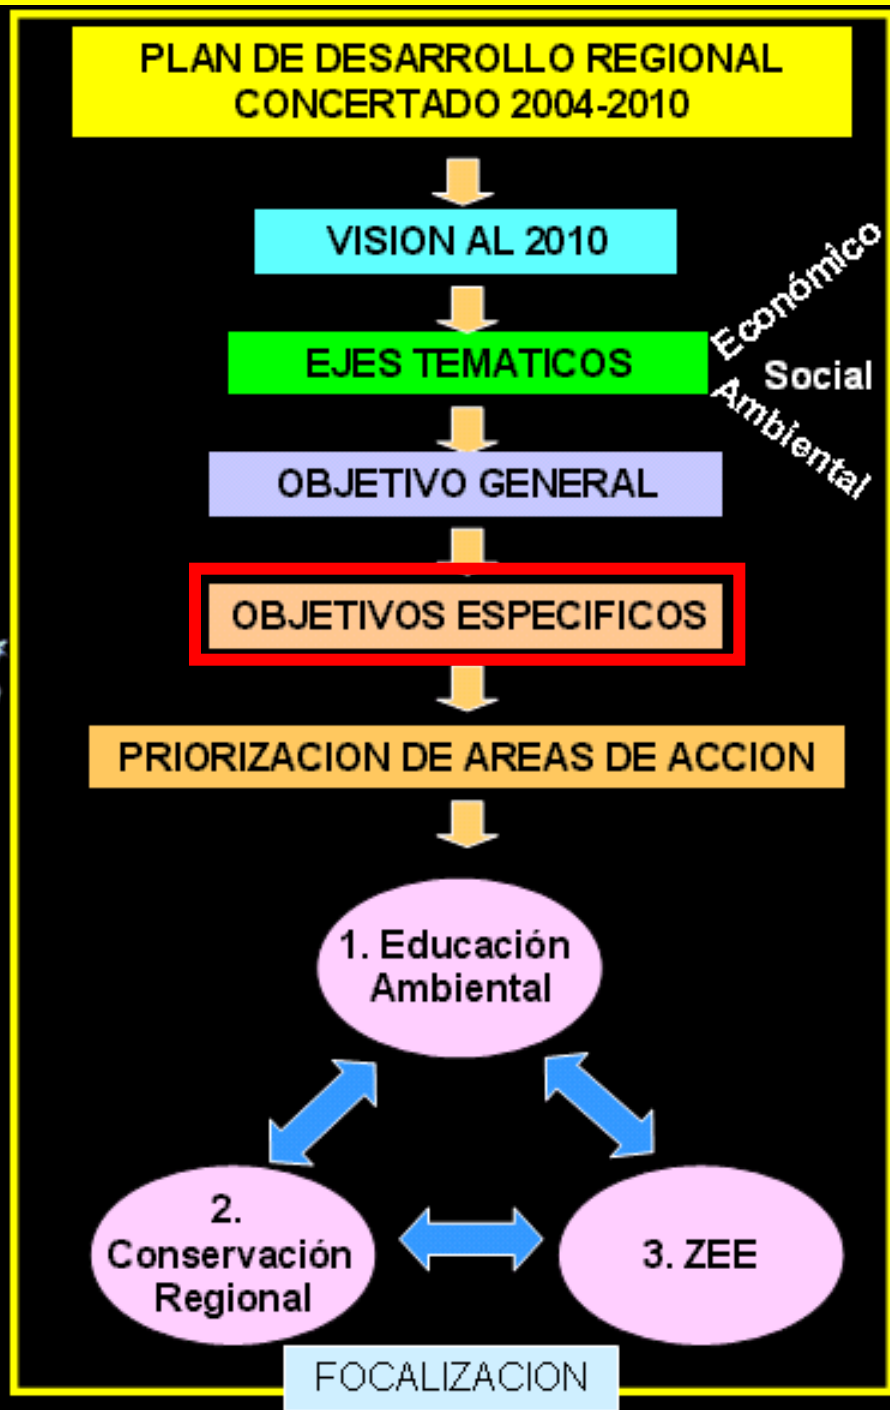 PLAN DE DESARROLLO REGIONAL
CONCERTADO 2004-2010
VISION AL 2010
EJES TEMATICOS
Económico
Social
Ambiental
OBJETIVO GENERAL
OBJETIVOS ESPECIFICOS
PRIORIZACION DE AREAS DE ACCION
1. Educación
Ambiental
2.
Conservación
Regional
3. ZEE
FOCALIZACION